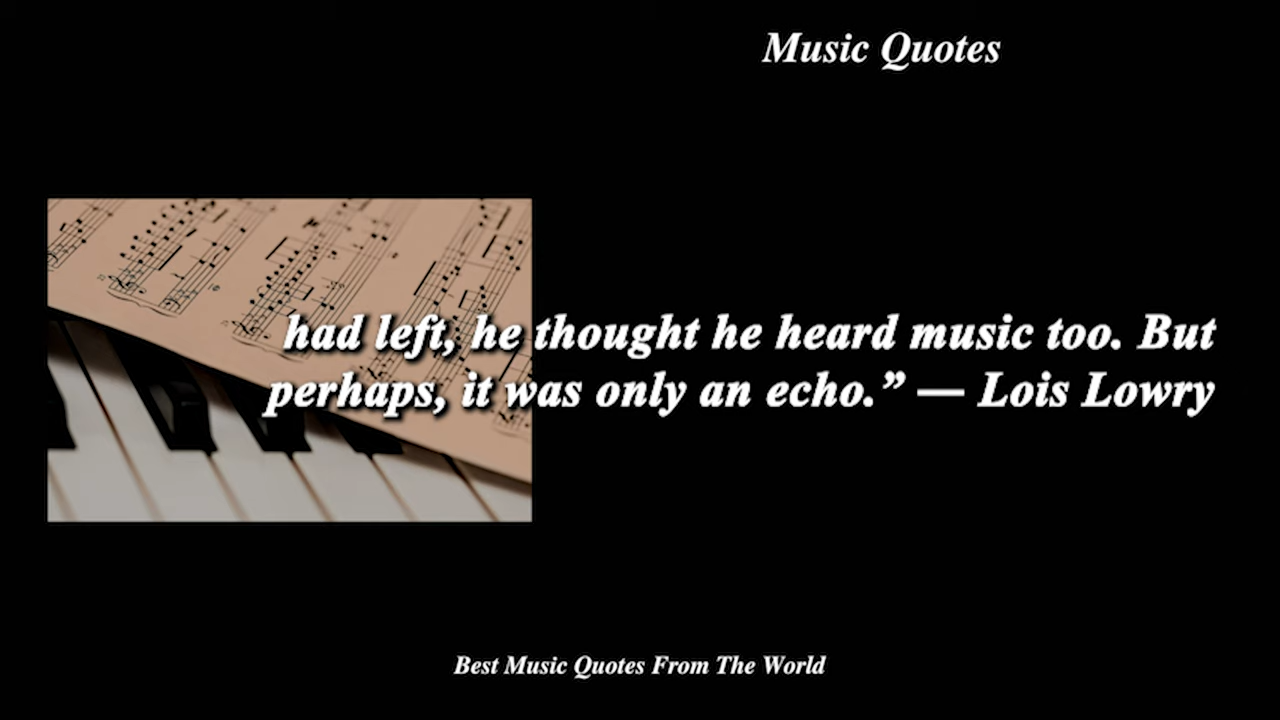 Music Quotes
had left, he thought he heard music too. But
perhaps, it was only an echo.” — Lois Lowry
Best Music Quotes From The World